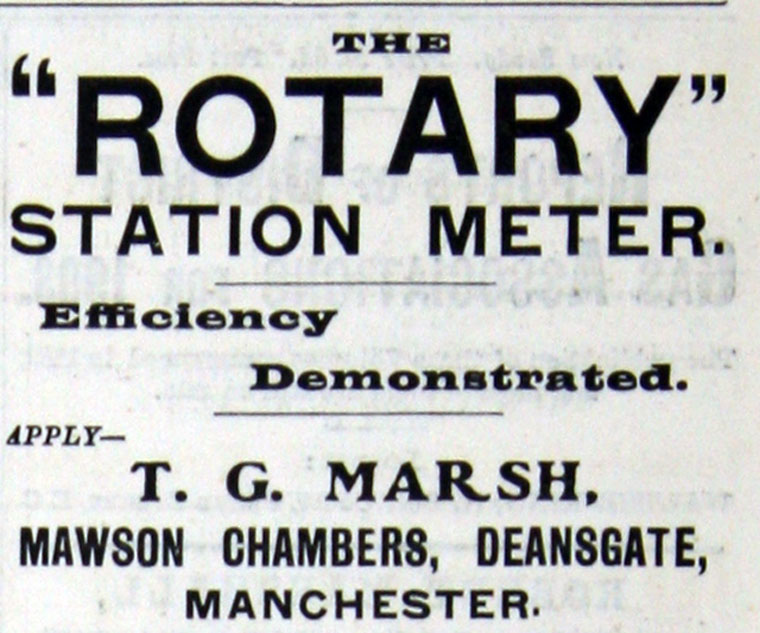 THE
"ROTARY"
STATION METER.
Efficiency
Demonstrated.
APPLY—
T. G. MARSH,
MAWSON CHAMBERS, DEANSGATE,
MANCHESTER.